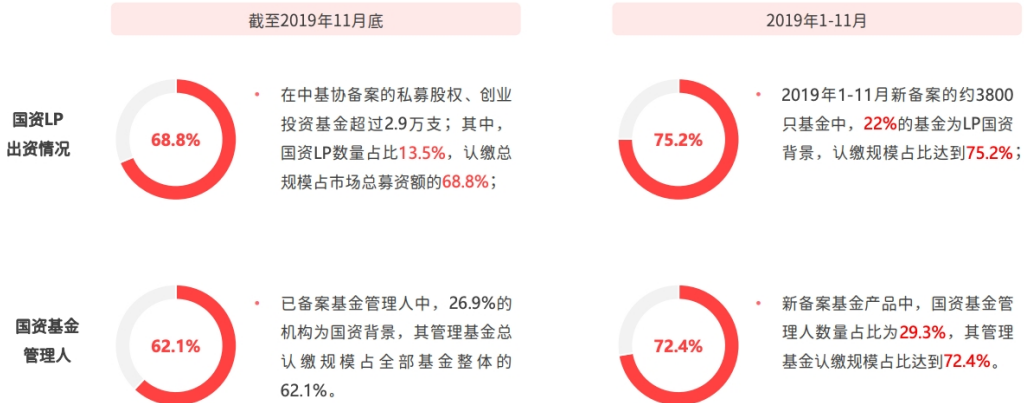 截至2019年11月底
2019年1-11月
国资LP
出资情况
68.8%
• 在中基协备案的私募股权、创业
投资基金超过2.9万支；其中，
国资LP数量占比13.5%，认缴总
规模占市场总募资额的68.8%；
75.2%
• 2019年1-11月新备案的约3800
只基金中，22%的基金为LP国资
背景，认缴规模占比达到75.2%；
国资基金
管理人
62.1%
• 已备案基金管理人中，26.9%的
机构为国资背景，其管理基金总
认缴规模占全部基金整体的
62.1%。
72.4%
• 新备案基金产品中，国资基金管
理人数量占比为29.3%，其管理
基金认缴规模占比达到72.4%。